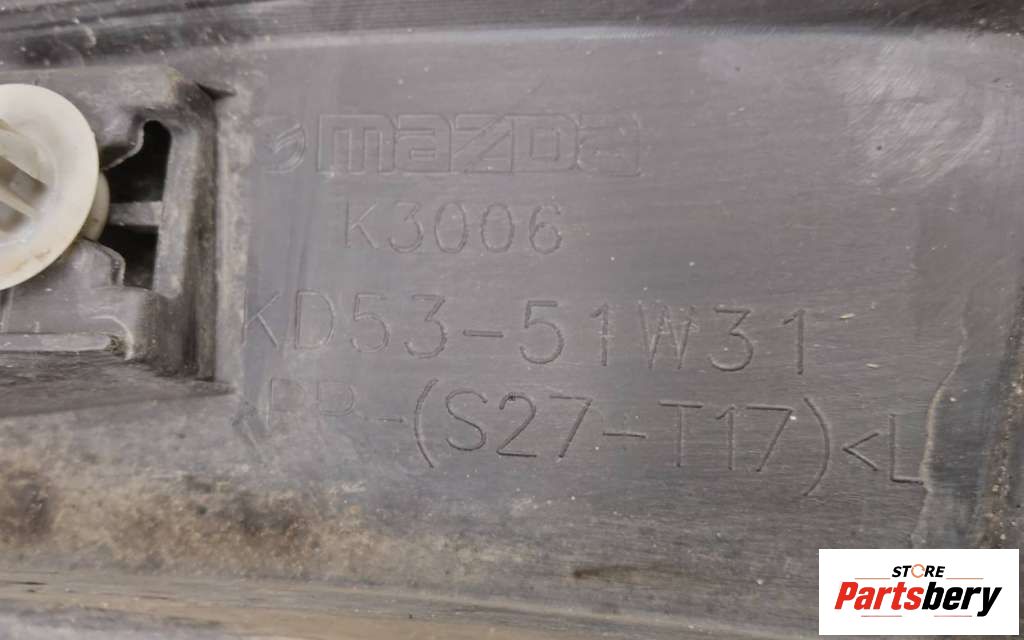 mazda
K3006
KD53-51W31
-(S27-T17)<L
STORE
Partsbery